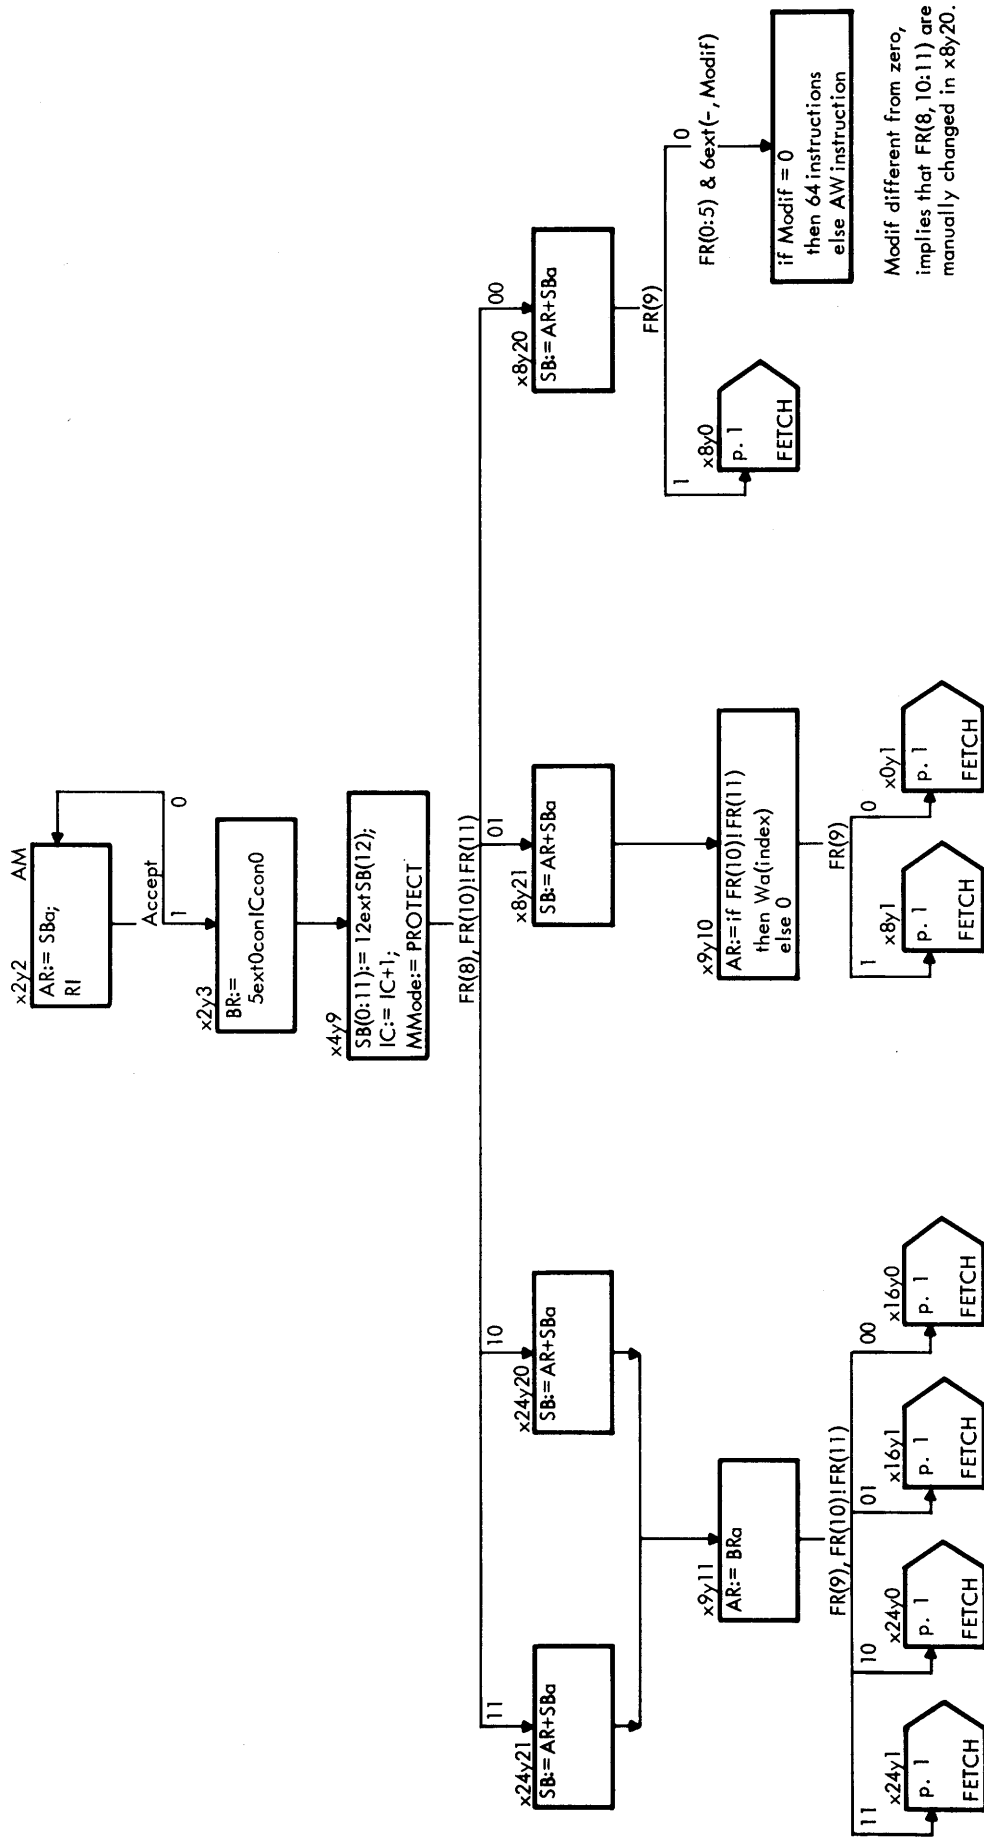 x2y2
AM
AR:= SBa;
RI
Accept
0
1
x2y3
BR:=
5ext0conICcon0
x4y9
SB(0:11):= 12extSB(12);
IC:= IC+1;
MMode:= PROTECT
FR(8), FR(10)!FR(11)
11
10
01
00
x24y21
SB:= AR+SBa
x24y20
SB:= AR+SBa
x8y21
SB:= AR+SBa
x8y20
SB:= AR+SBa
FR(9)
1
0
x8y0
p. 1
FETCH
FR(0:5) & 6ext(-, Modif)
if Modif = 0
then 64 instructions
else AW instruction
Modif different from zero,
implies that FR(8, 10:11) are
manually changed in x8y20.
x9y11
AR:= BRa
x9y10
AR:= if FR(10)!FR(11)
then Wa(index)
else 0
FR(9), FR(10)!FR(11)
11
10
01
00
FR(9)
1
0
x24y1
p. 1
FETCH
x24y0
p. 1
FETCH
x16y1
p. 1
FETCH
x16y0
p. 1
FETCH
x8y1
p. 1
FETCH
x0y1
p. 1
FETCH